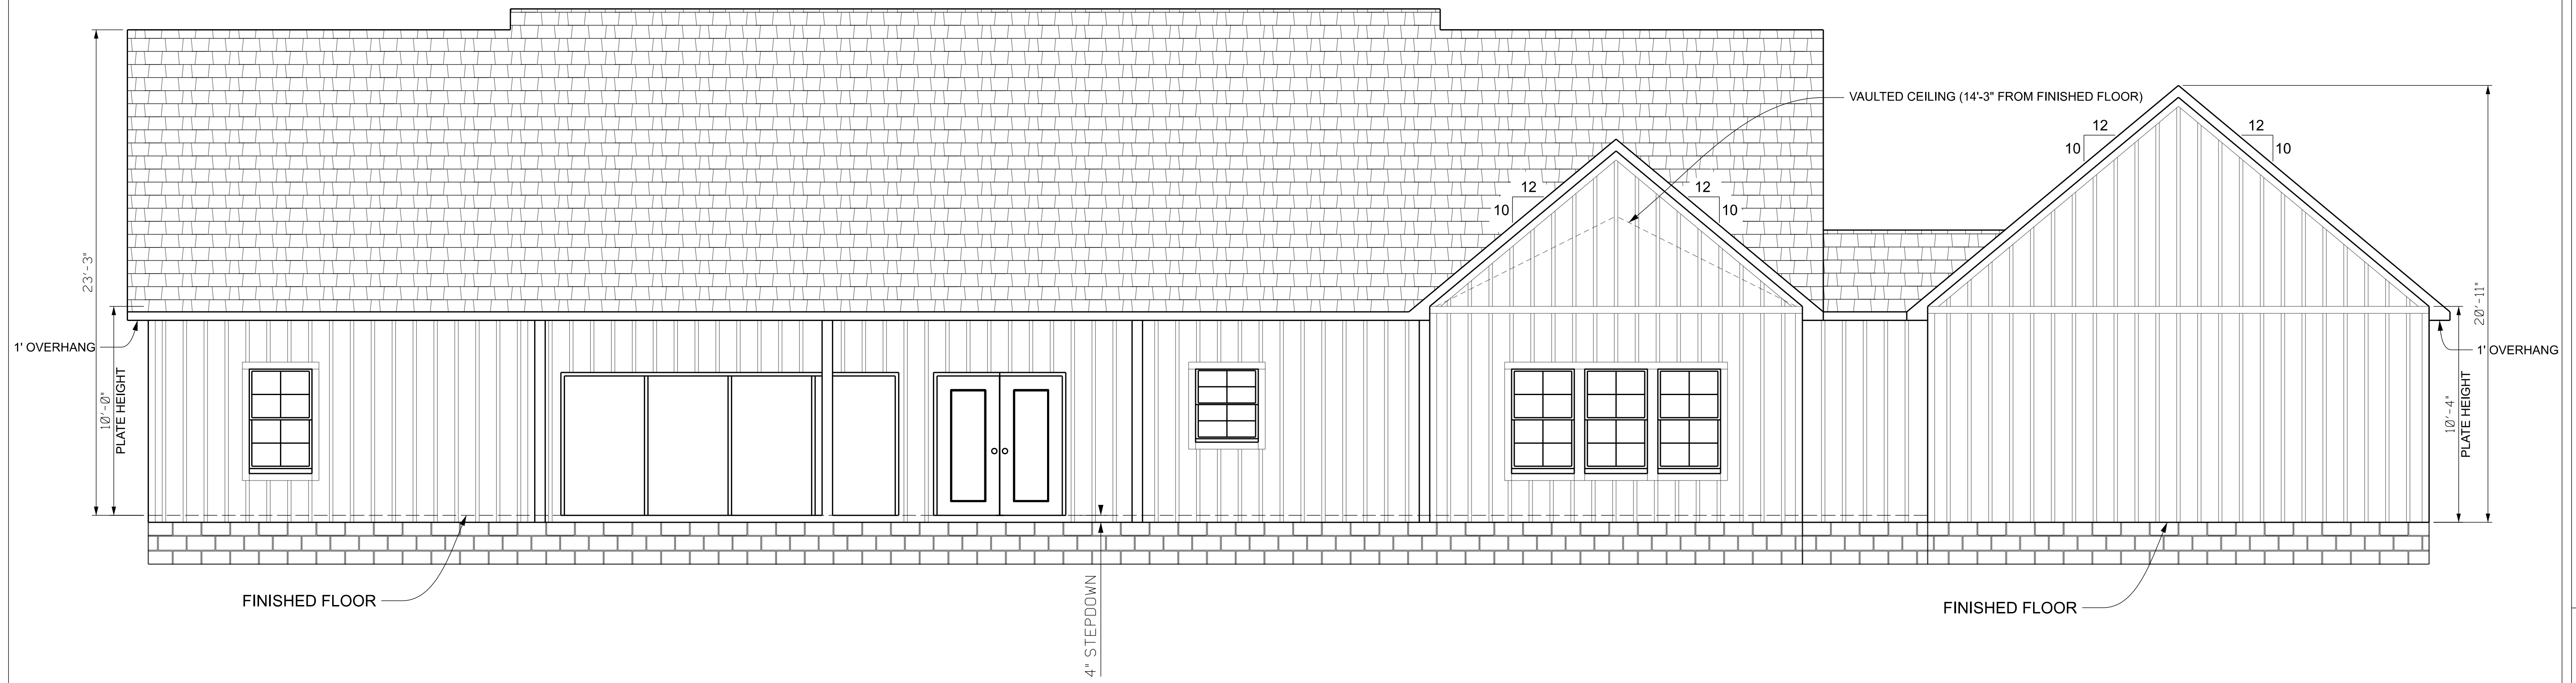 VAULTED CEILING (14'-3" FROM FINISHED FLOOR)
12
10
12
10
12
10
12
10
23'-3"
10'-0"
PLATE HEIGHT
1' OVERHANG
20'-11"
10'-4"
PLATE HEIGHT
1' OVERHANG
FINISHED FLOOR
4" STEPDOWN
FINISHED FLOOR